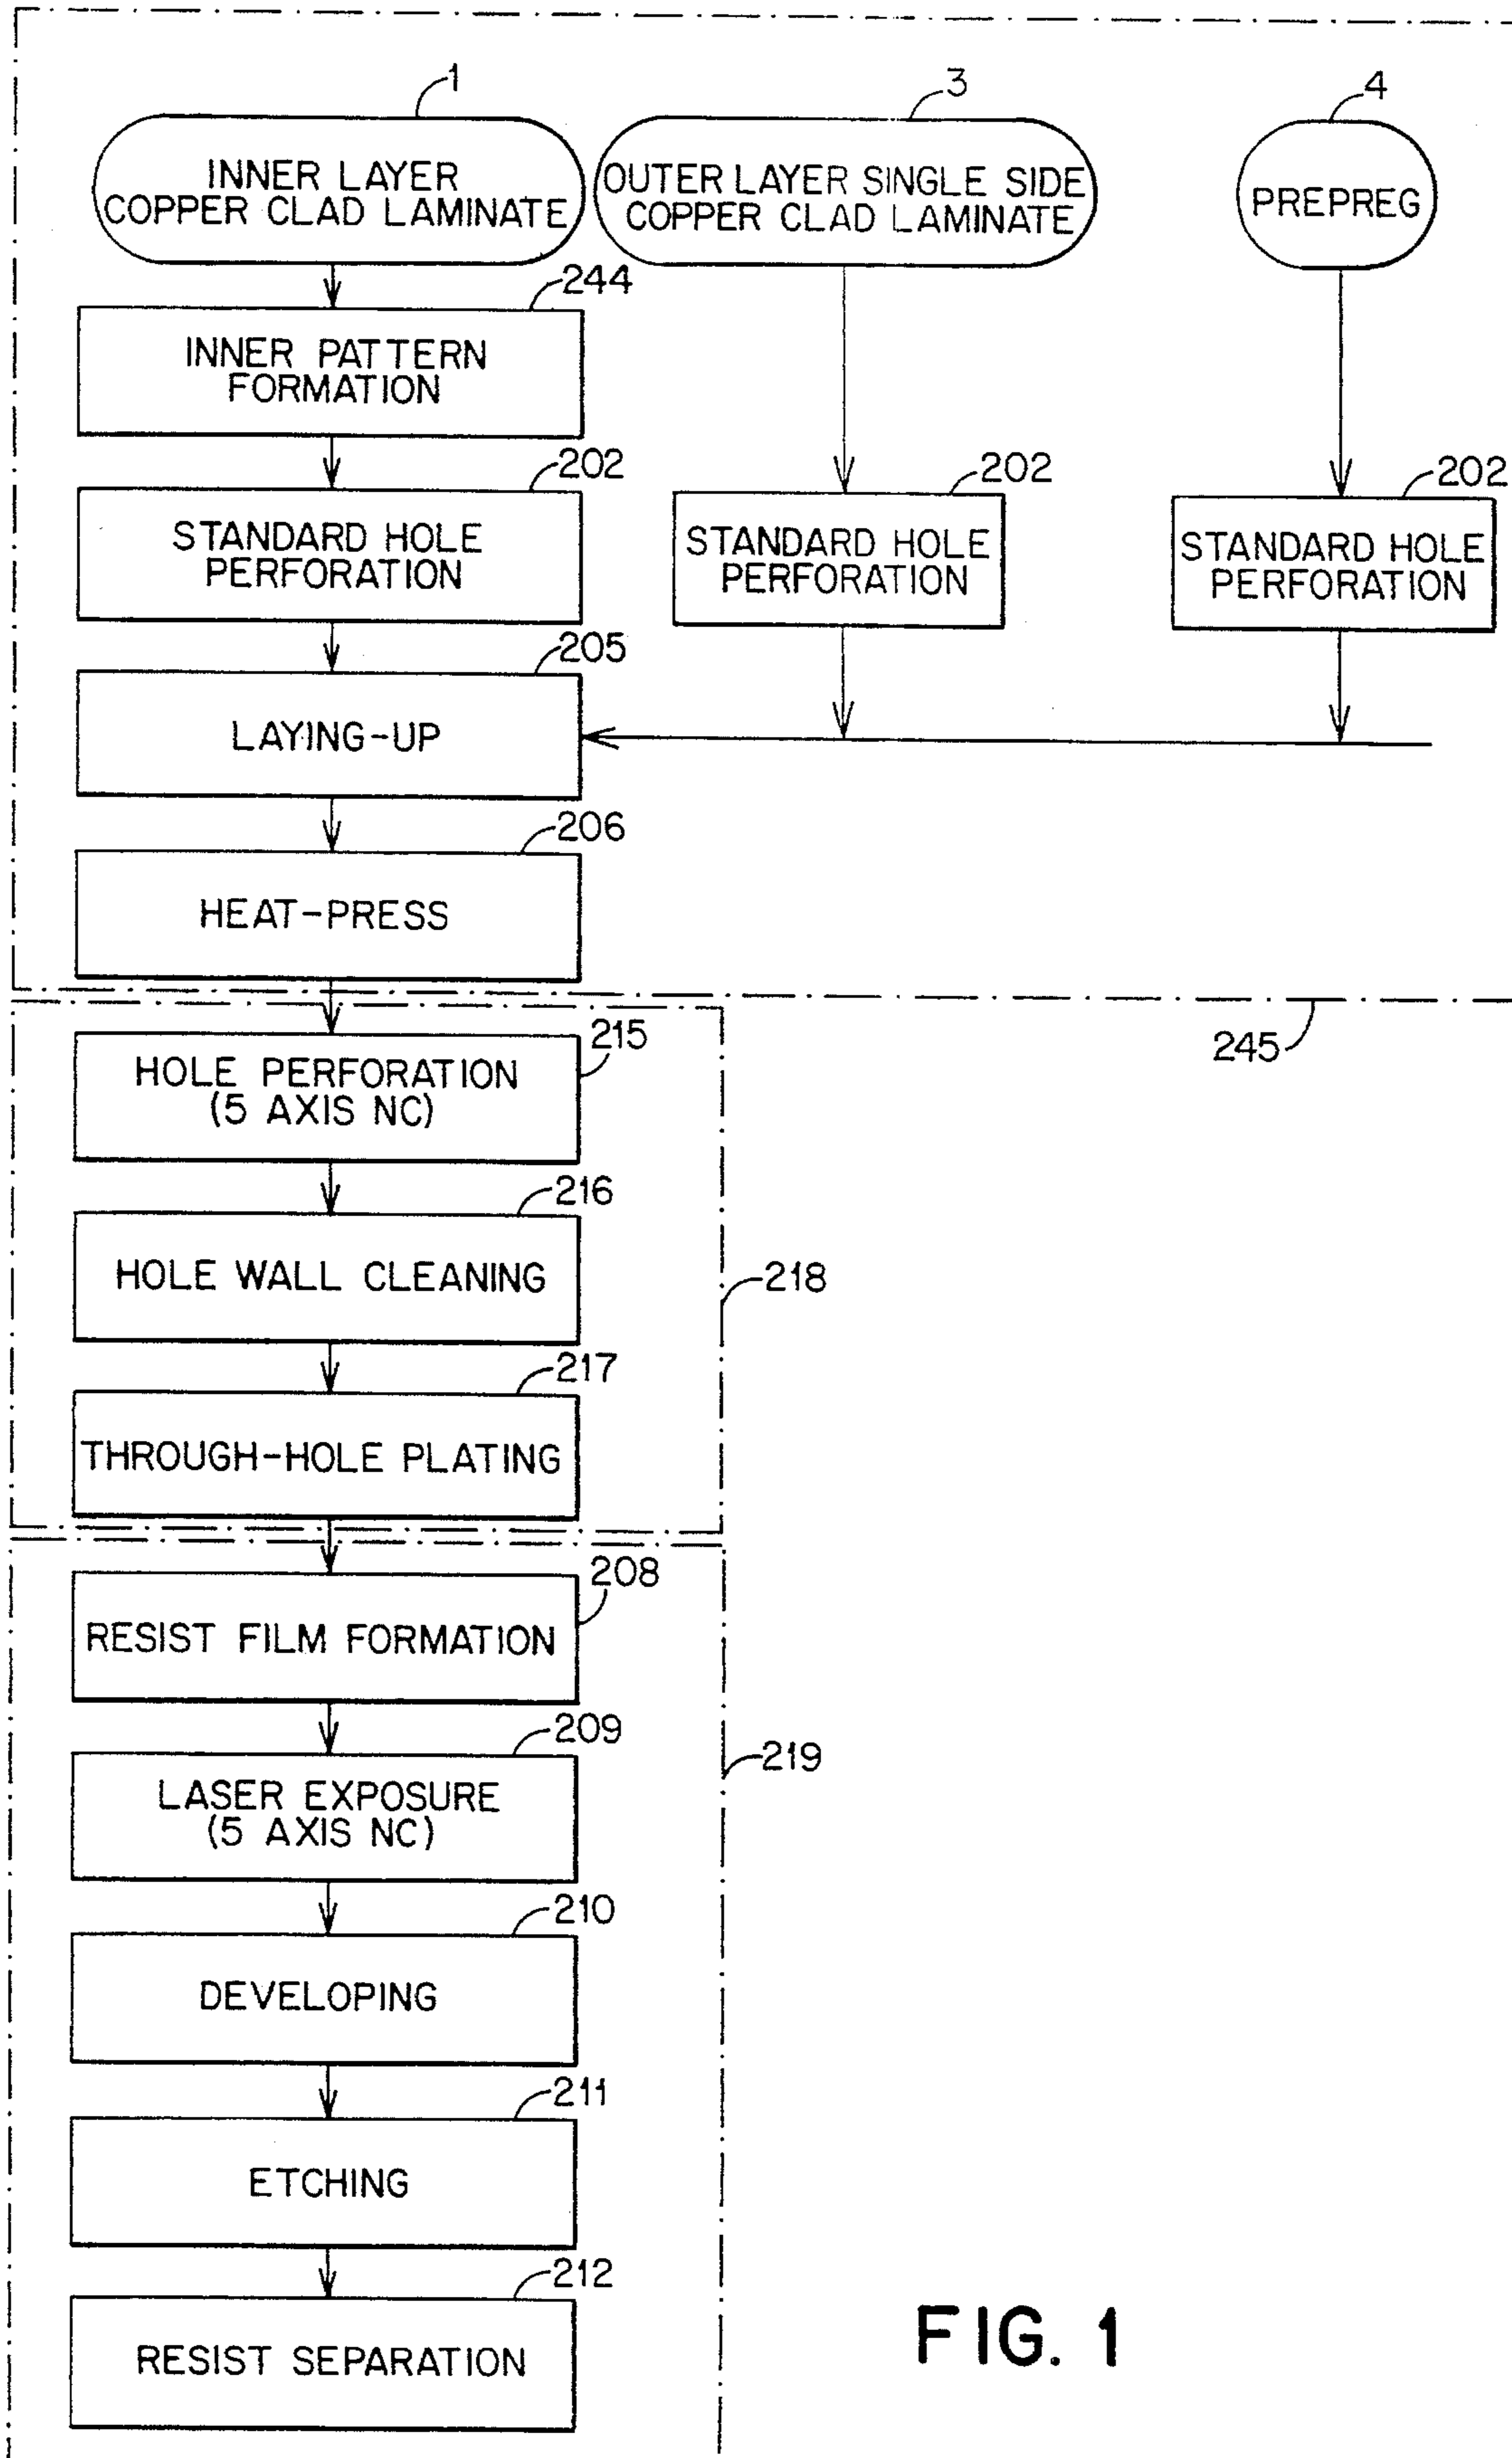 1
3
4
INNER LAYER
COPPER CLAD LAMINATE
OUTER LAYER SINGLE SIDE
COPPER CLAD LAMINATE
PREPREG
244
INNER PATTERN
FORMATION
202
STANDARD HOLE
PERFORATION
202
STANDARD HOLE
PERFORATION
202
STANDARD HOLE
PERFORATION
205
LAYING-UP
206
HEAT-PRESS
245
215
HOLE PERFORATION
(5 AXIS NC)
216
HOLE WALL CLEANING
218
217
THROUGH-HOLE PLATING
208
RESIST FILM FORMATION
209
LASER EXPOSURE
(5 AXIS NC)
219
210
DEVELOPING
211
ETCHING
212
RESIST SEPARATION
FIG. 1